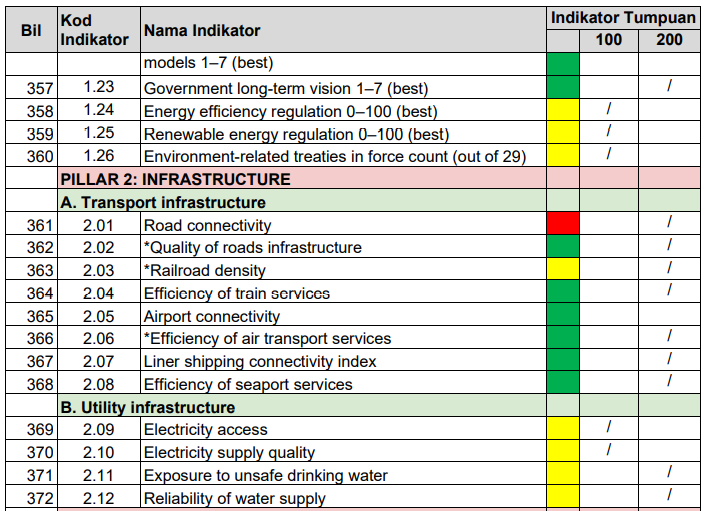 Bil Kod Indikator Nama Indikator Indikator Tumpuan
100 200
models 1–7 (best)
357 1.23 Government long-term vision 1–7 (best) /
358 1.24 Energy efficiency regulation 0–100 (best) /
359 1.25 Renewable energy regulation 0–100 (best) /
360 1.26 Environment-related treaties in force count (out of 29) /
PILLAR 2: INFRASTRUCTURE
A. Transport infrastructure
361 2.01 Road connectivity /
362 2.02 *Quality of roads infrastructure /
363 2.03 *Railroad density /
364 2.04 Efficiency of train services /
365 2.05 Airport connectivity
366 2.06 *Efficiency of air transport services /
367 2.07 Liner shipping connectivity index /
368 2.08 Efficiency of seaport services /
B. Utility infrastructure
369 2.09 Electricity access /
370 2.10 Electricity supply quality /
371 2.11 Exposure to unsafe drinking water /
372 2.12 Reliability of water supply /